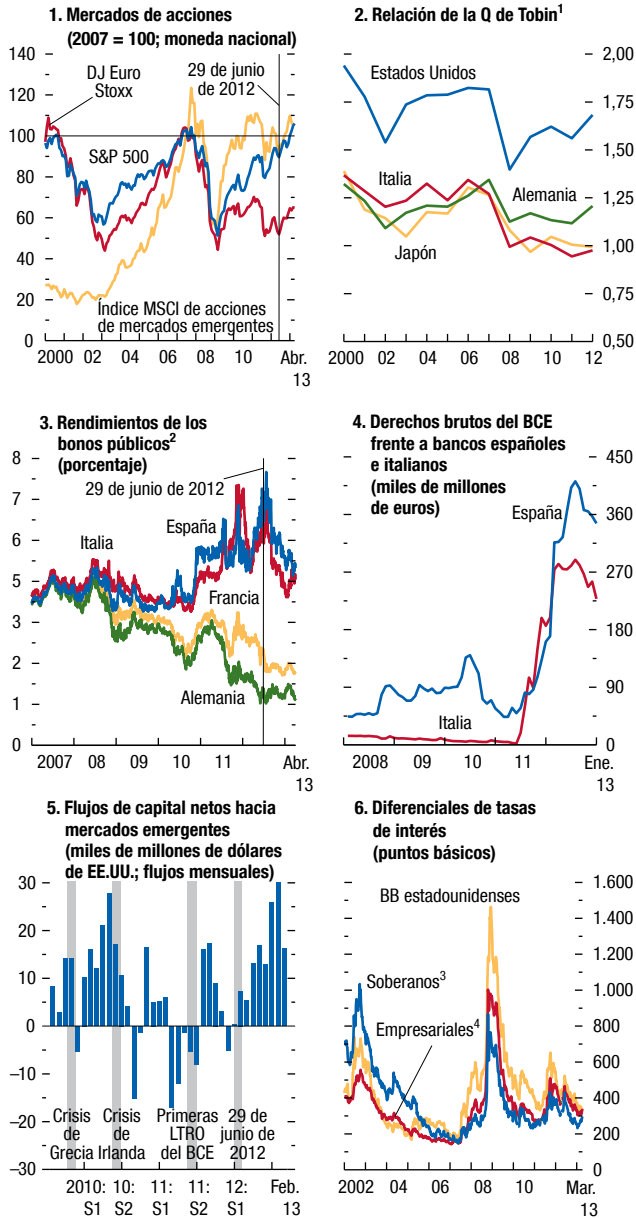 1. Mercados de acciones
(2007 = 100; moneda nacional)
140
120
100
80
60
40
20
0
DJ Euro
Stoxx
29 de junio de
2012
S&P 500
Índice MSCI de acciones
de mercados emergentes
2000 02 04 06 08 10 Abr.
13
2. Relación de la Q de Tobin¹
2,00
1,75
1,50
1,25
1,00
0,75
0,50
Estados Unidos
Italia
Alemania
Japón
2000 02 04 06 08 10 12
3. Rendimientos de los
bonos públicos²
(porcentaje)
8
7
6
5
4
3
2
1
0
29 de junio de 2012
España
Italia
Francia
Alemania
2007 08 09 10 11 Abr.
13
4. Derechos brutos del BCE
frente a bancos españoles
e italianos
(miles de millones
de euros)
450
360
270
180
90
0
España
Italia
2008 09 10 11 Ene.
13
5. Flujos de capital netos hacia
mercados emergentes
(miles de millones de dólares
de EE.UU.; flujos mensuales)
30
20
10
0
–10
–20
–30
Crisis
de
Grecia
Crisis
de
Irlanda
Primeras
LTRO
del BCE
29 de
junio de
2012
2010: 10: 11: 11: 12: Feb.
S1 S2 S1 S2 S1 13
6. Diferenciales de tasas
de interés
(puntos básicos)
1.600
1.400
1.200
1.000
800
600
400
200
0
BB estadounidenses
Soberanos³
Empresariales⁴
2002 04 06 08 10 Mar.
13